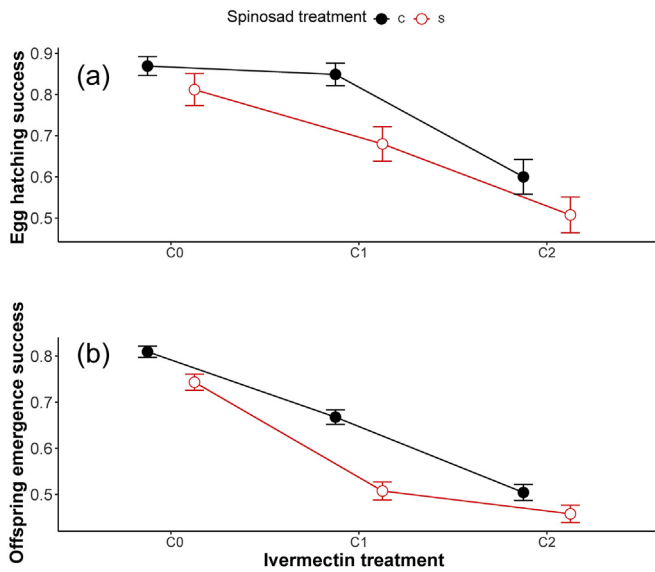 Spinosad treatment C S
(a)
Egg hatching success
0.9
0.8
0.7
0.6
0.5
C0 C1 C2
(b)
Offspring emergence success
0.8
0.7
0.6
0.5
C0 C1 C2
Ivermectin treatment